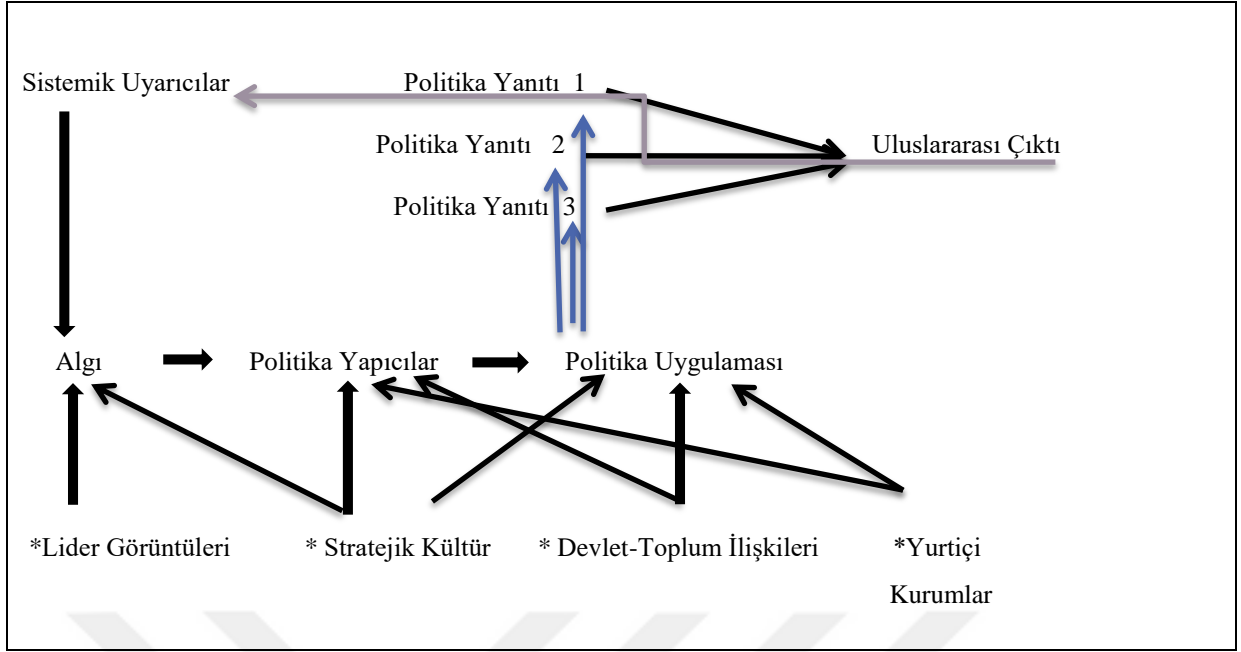 Sistemik Uyarıcılar Politika Yanıtı 1
Politika Yanıtı 2 Uluslararası Çıktı
Politika Yanıtı 3
Algı Politika Yapıcılar Politika Uygulaması
*Lider Görüntüleri * Stratejik Kültür * Devlet-Toplum İlişkileri *Yurtiçi
Kurumlar